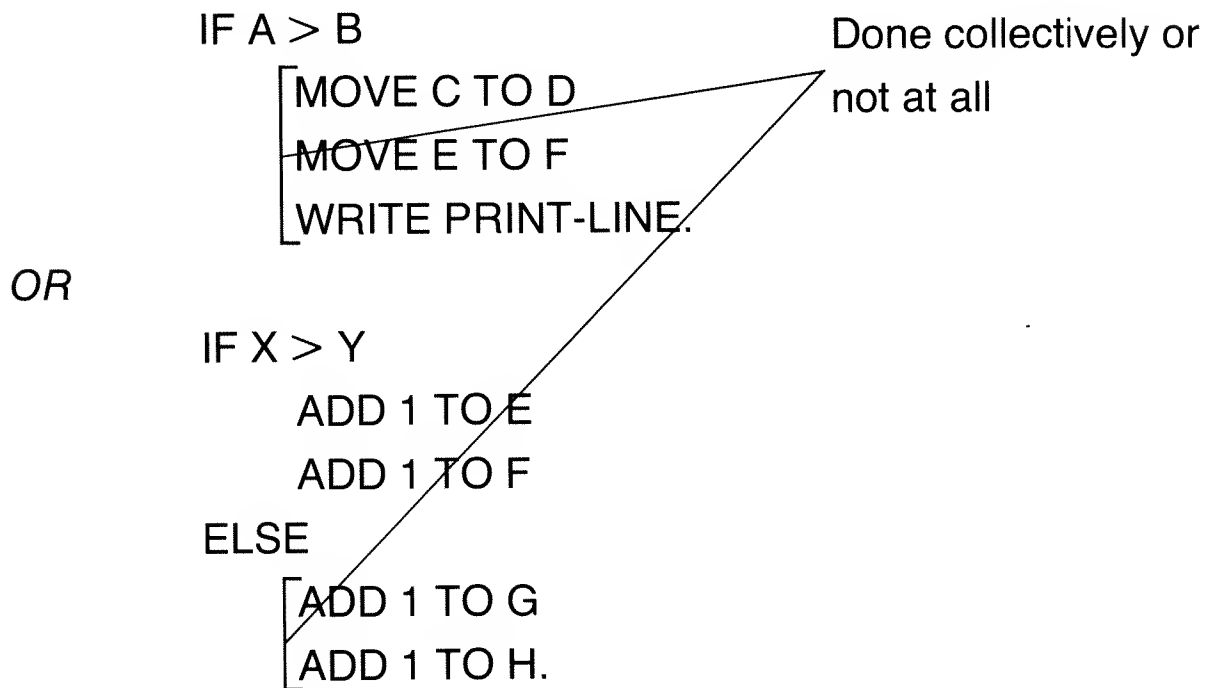 IF A > B
MOVE C TO D
MOVE E TO F
WRITE PRINT-LINE.
Done collectively or
not at all
OR
IF X > Y
ADD 1 TO E
ADD 1 TO F
ELSE
ADD 1 TO G
ADD 1 TO H.